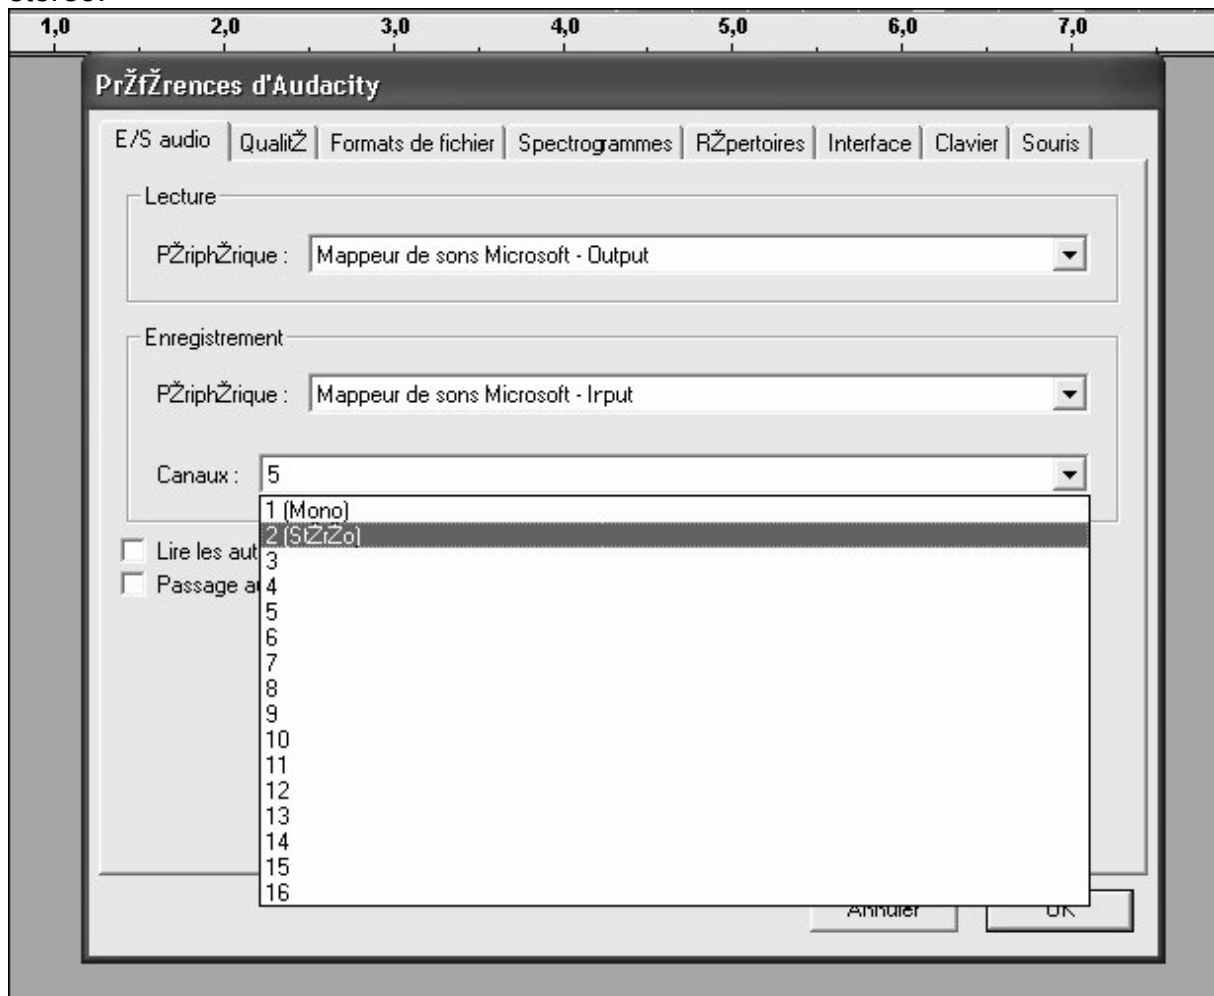 1,0 2,0 3,0 4,0 5,0 6,0 7,0
PrŽfŽrences d'Audacity
E/S audio QualitŽ Formats de fichier Spectrogrammes RŽpertoires Interface Clavier Souris
Lecture
PŽriphŽrique : Mappeur de sons Microsoft - Output
Enregistrement
PŽriphŽrique : Mappeur de sons Microsoft - Input
Canaux : 5
1 (Mono)
2 (StŽrŽo)
Lire les aut
3
Passage au
4
5
6
7
8
9
10
11
12
13
14
15
16
Annuler OK